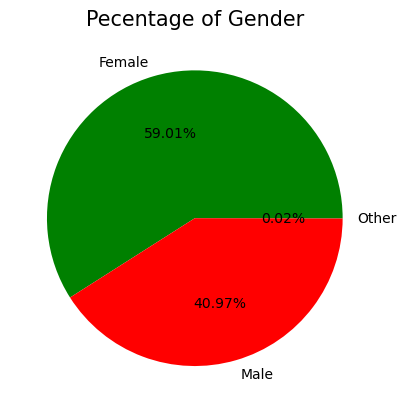 Pecentage of Gender
Female
59.01%
0.02%
Other
40.97%
Male